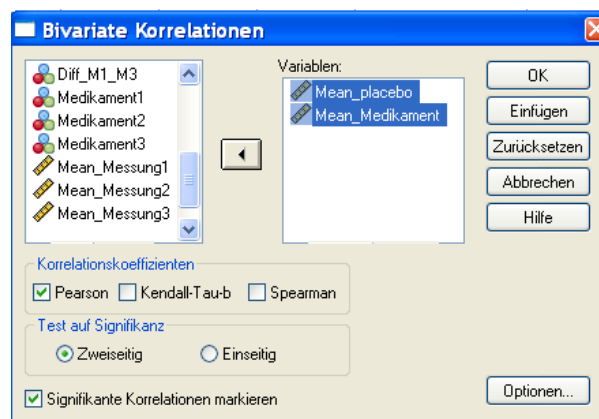 Bivariate Korrelationen
Diff_M1_M3
Medikament1
Medikament2
Medikament3
Mean_Messung1
Mean_Messung2
Mean_Messung3
Variablen:
Mean_placebo
Mean_Medikament
OK
Einfügen
Zurücksetzen
Abbrechen
Hilfe
Korrelationskoeffizienten
Pearson Kendall-Tau-b Spearman
Test auf Signifikanz
Zweiseitig Einseitig
Signifikante Korrelationen markieren
Optionen...